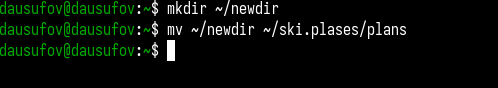 dausufov@dausufov:~$ mkdir ~/newdir
dausufov@dausufov:~$ mv ~/newdir ~/ski.plases/plans
dausufov@dausufov:~$